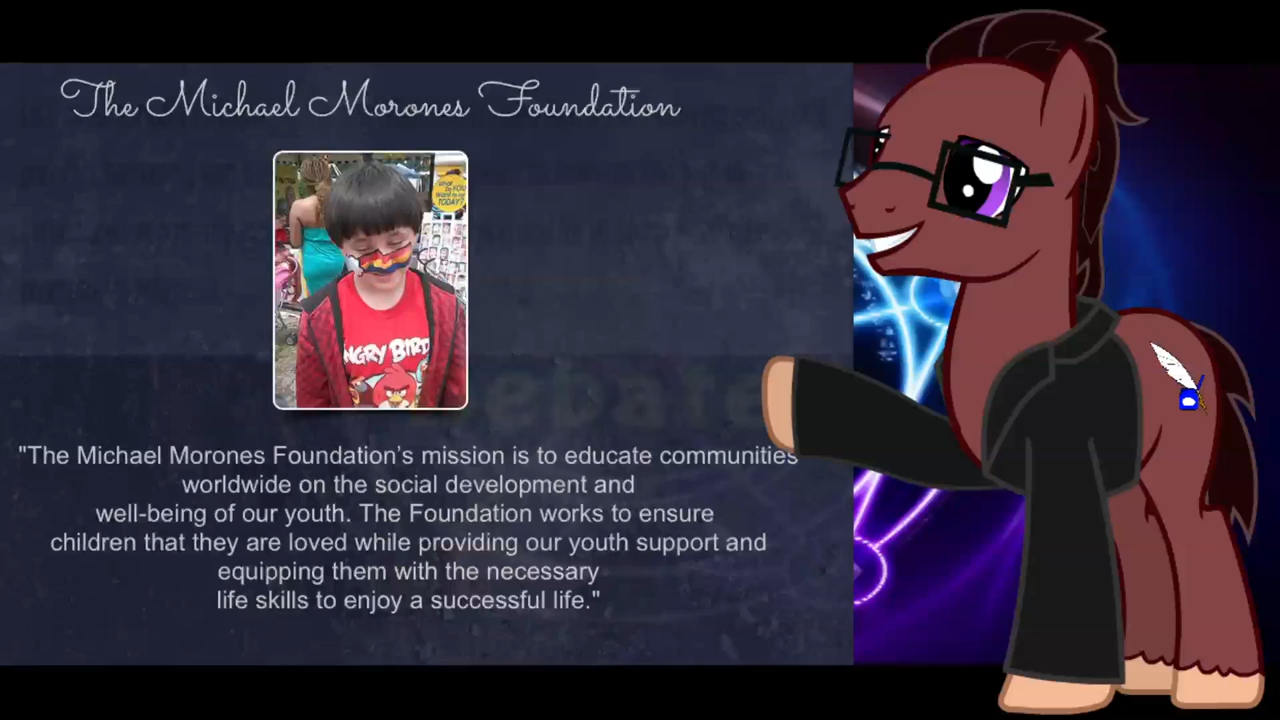 The Michael Morones Foundation
ANGRY BIRD
"The Michael Morones Foundation’s mission is to educate communities
worldwide on the social development and
well-being of our youth. The Foundation works to ensure
children that they are loved while providing our youth support and
equipping them with the necessary
life skills to enjoy a successful life."